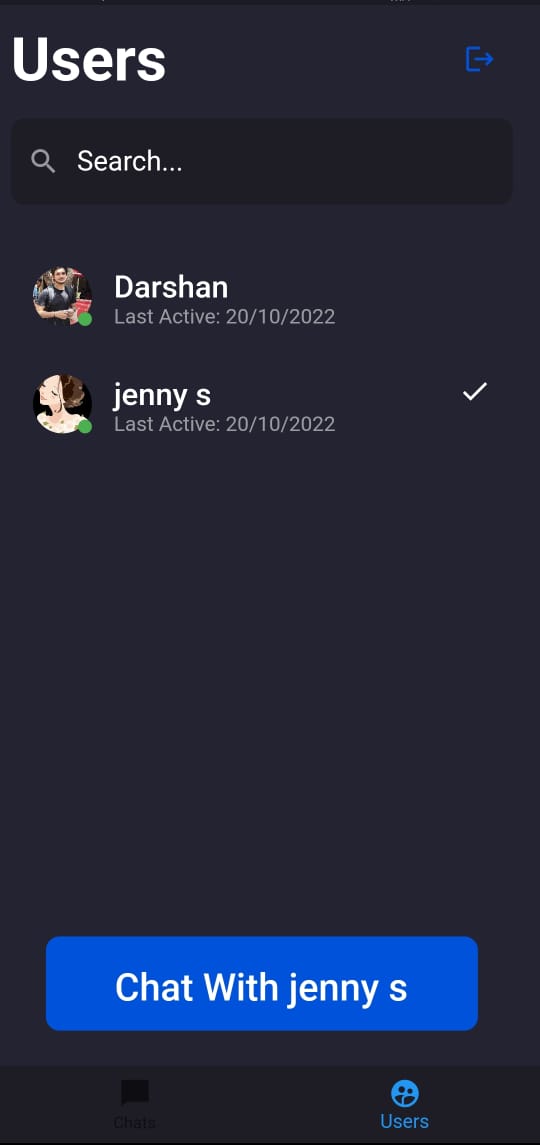 Users
Search...
Darshan
Last Active: 20/10/2022
jenny s
Last Active: 20/10/2022
Chat With jenny s
Chats
Users